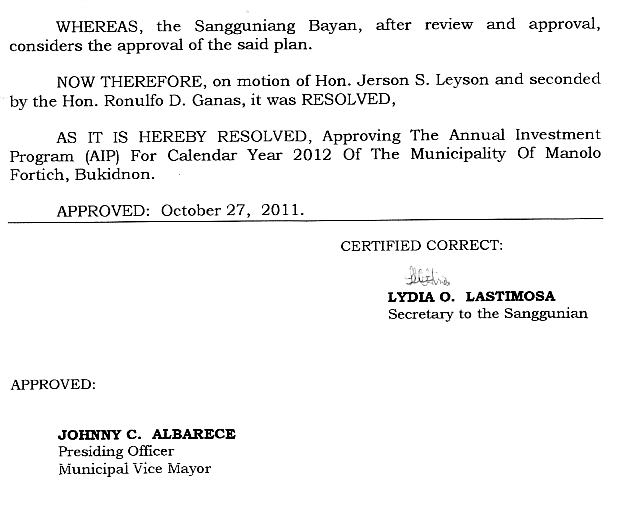 WHEREAS, the Sangguniang Bayan, after review and approval,
considers the approval of the said plan.
NOW THEREFORE, on motion of Hon. Jerson S. Leyson and seconded
by the Hon. Ronulfo D. Ganas, it was RESOLVED,
AS IT IS HEREBY RESOLVED, Approving The Annual Investment
Program (AIP) For Calendar Year 2012 Of The Municipality Of Manolo
Fortich, Bukidnon.
APPROVED: October 27, 2011.
CERTIFIED CORRECT:
LYDIA O. LASTIMOSA
Secretary to the Sanggunian
APPROVED:
JOHNNY C. ALBARECE
Presiding Officer
Municipal Vice Mayor